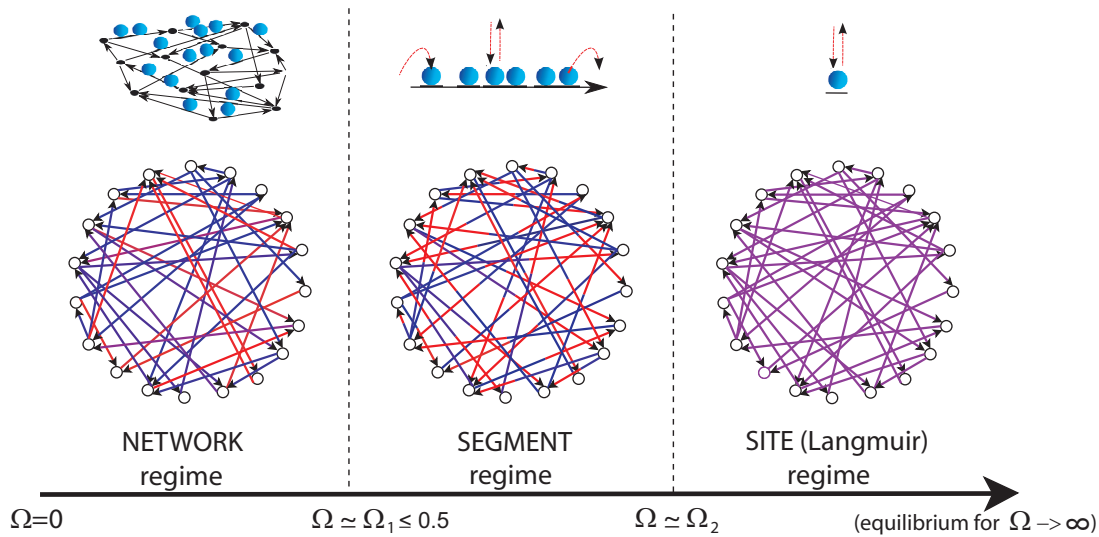 NETWORK
regime
SEGMENT
regime
SITE (Langmuir)
regime
Ω=0
Ω ≃ Ω₁ ≤ 0.5
Ω ≃ Ω₂
(equilibrium for Ω −> ∞)